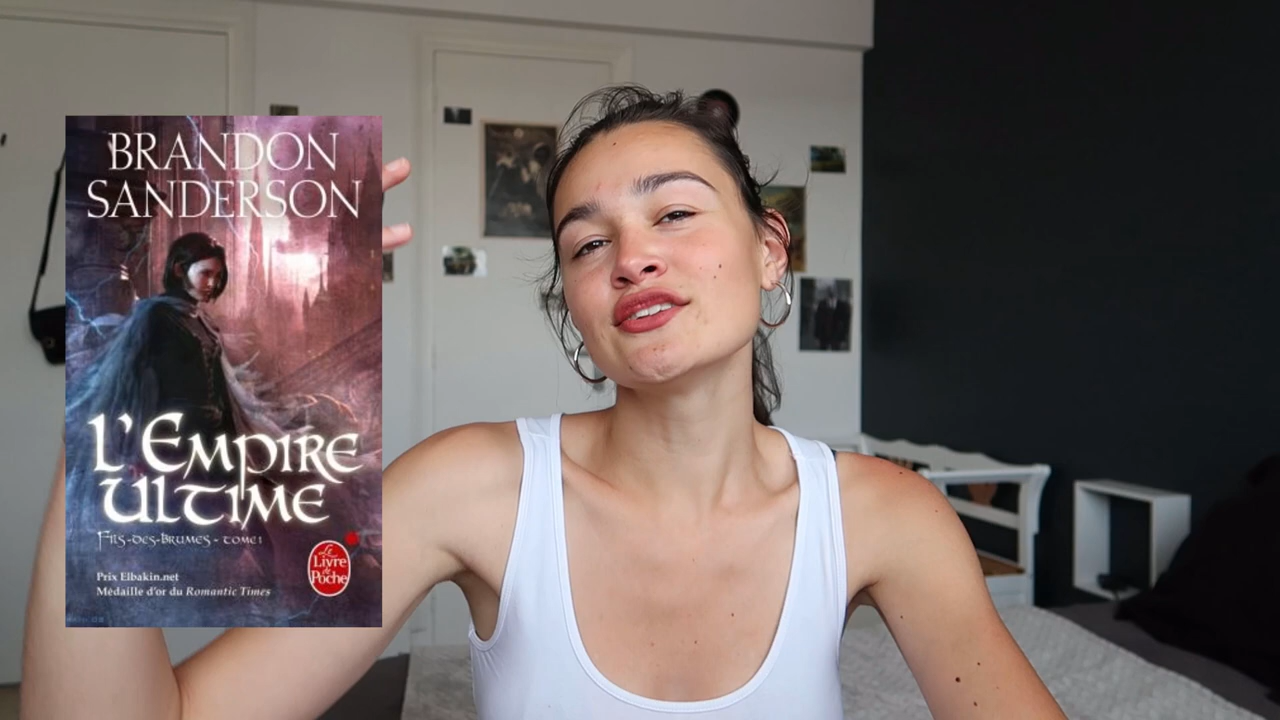 BRANDON
SANDERSON
L'EMPIRE
ULTIME
FILS-DES-BRUMES - TOME 1
Le
Livre
de
Poche
Prix Elbakin.net
Médaille d'or du Romantic Times